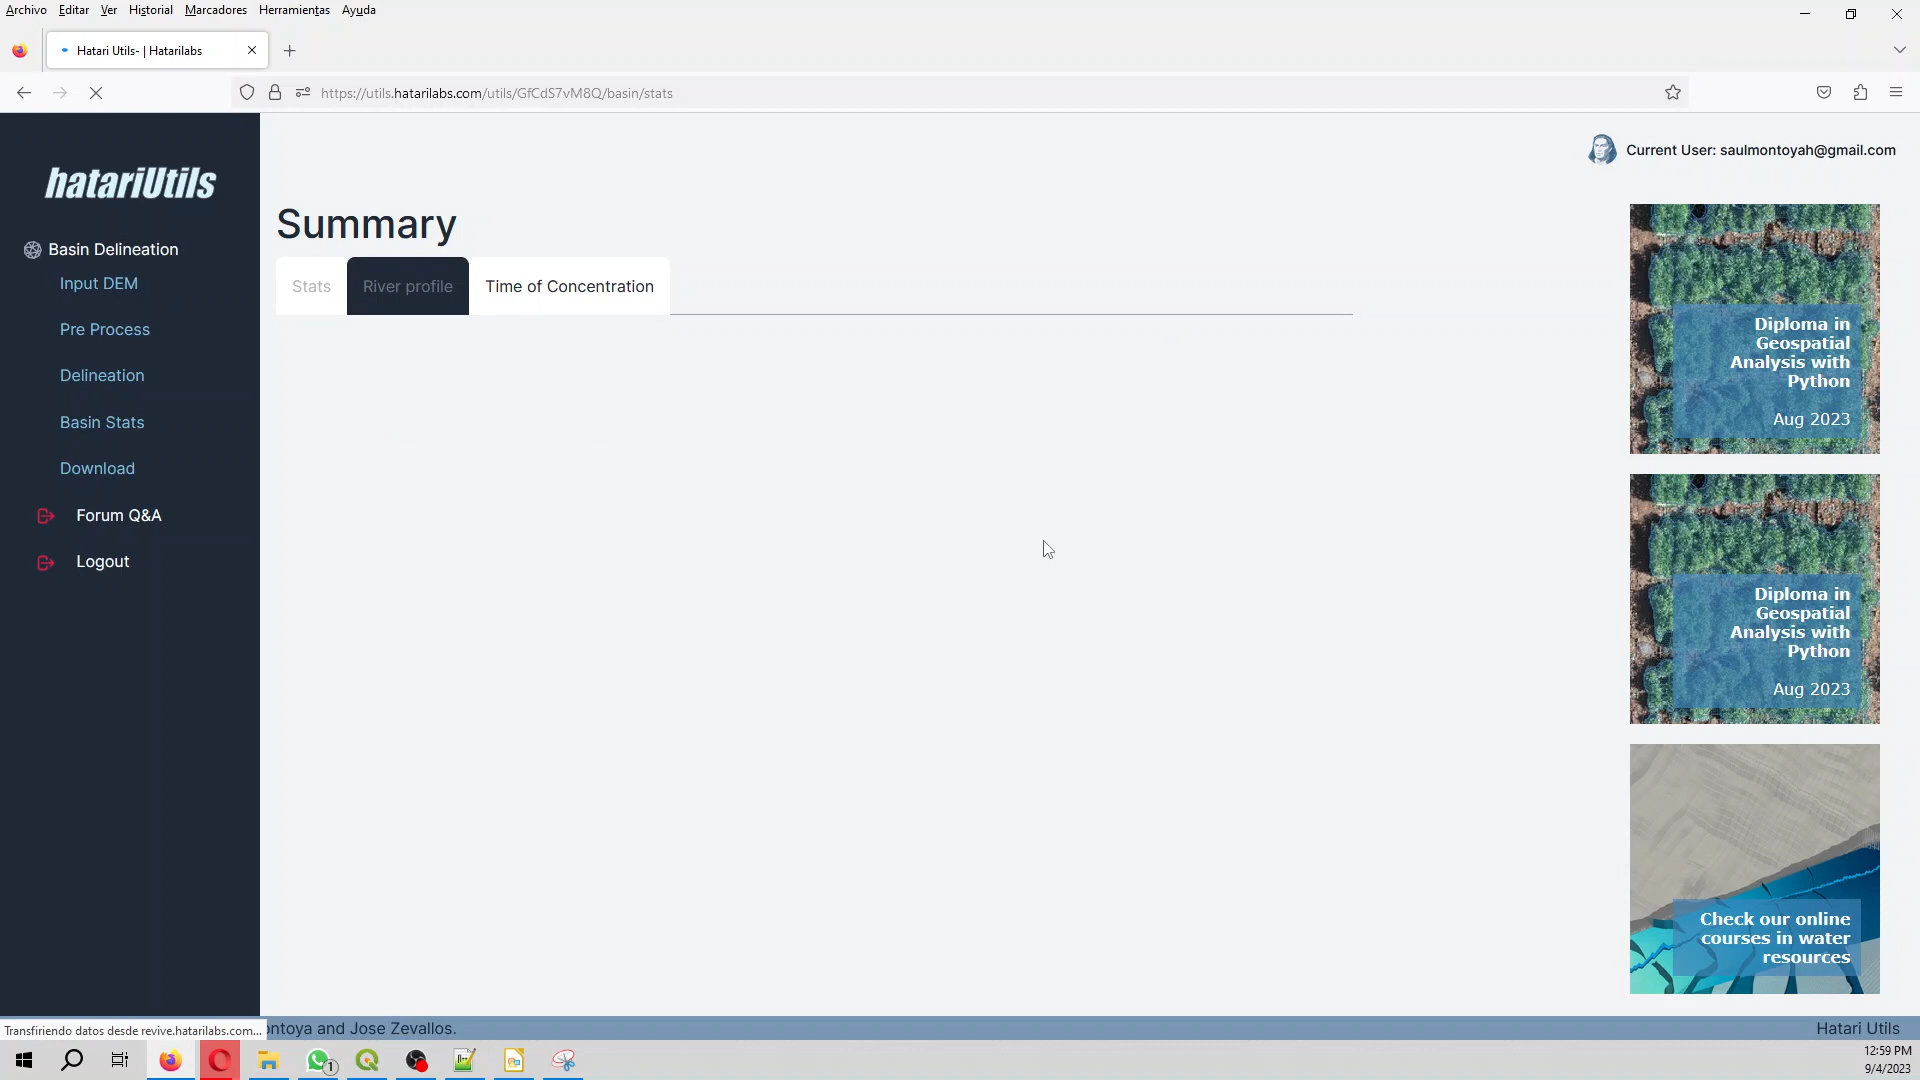 Archivo Editar Ver Historial Marcadores Herramientas Ayuda
Hatari Utils- | Hatarilabs
https://utils.hatarilabs.com/utils/GfCdS7vM8Q/basin/stats
Current User: saulmontoyah@gmail.com
hatariUtils
Summary
Basin Delineation
Input DEM
Pre Process
Delineation
Basin Stats
Download
Forum Q&A
Logout
Stats River profile Time of Concentration
Diploma in
Geospatial
Analysis with
Python
Aug 2023
Diploma in
Geospatial
Analysis with
Python
Aug 2023
Check our online
courses in water
resources
Transfiriendo datos desde revive.hatarilabs.com...
ontoya and Jose Zevallos.
Hatari Utils
1
12:59 PM
9/4/2023